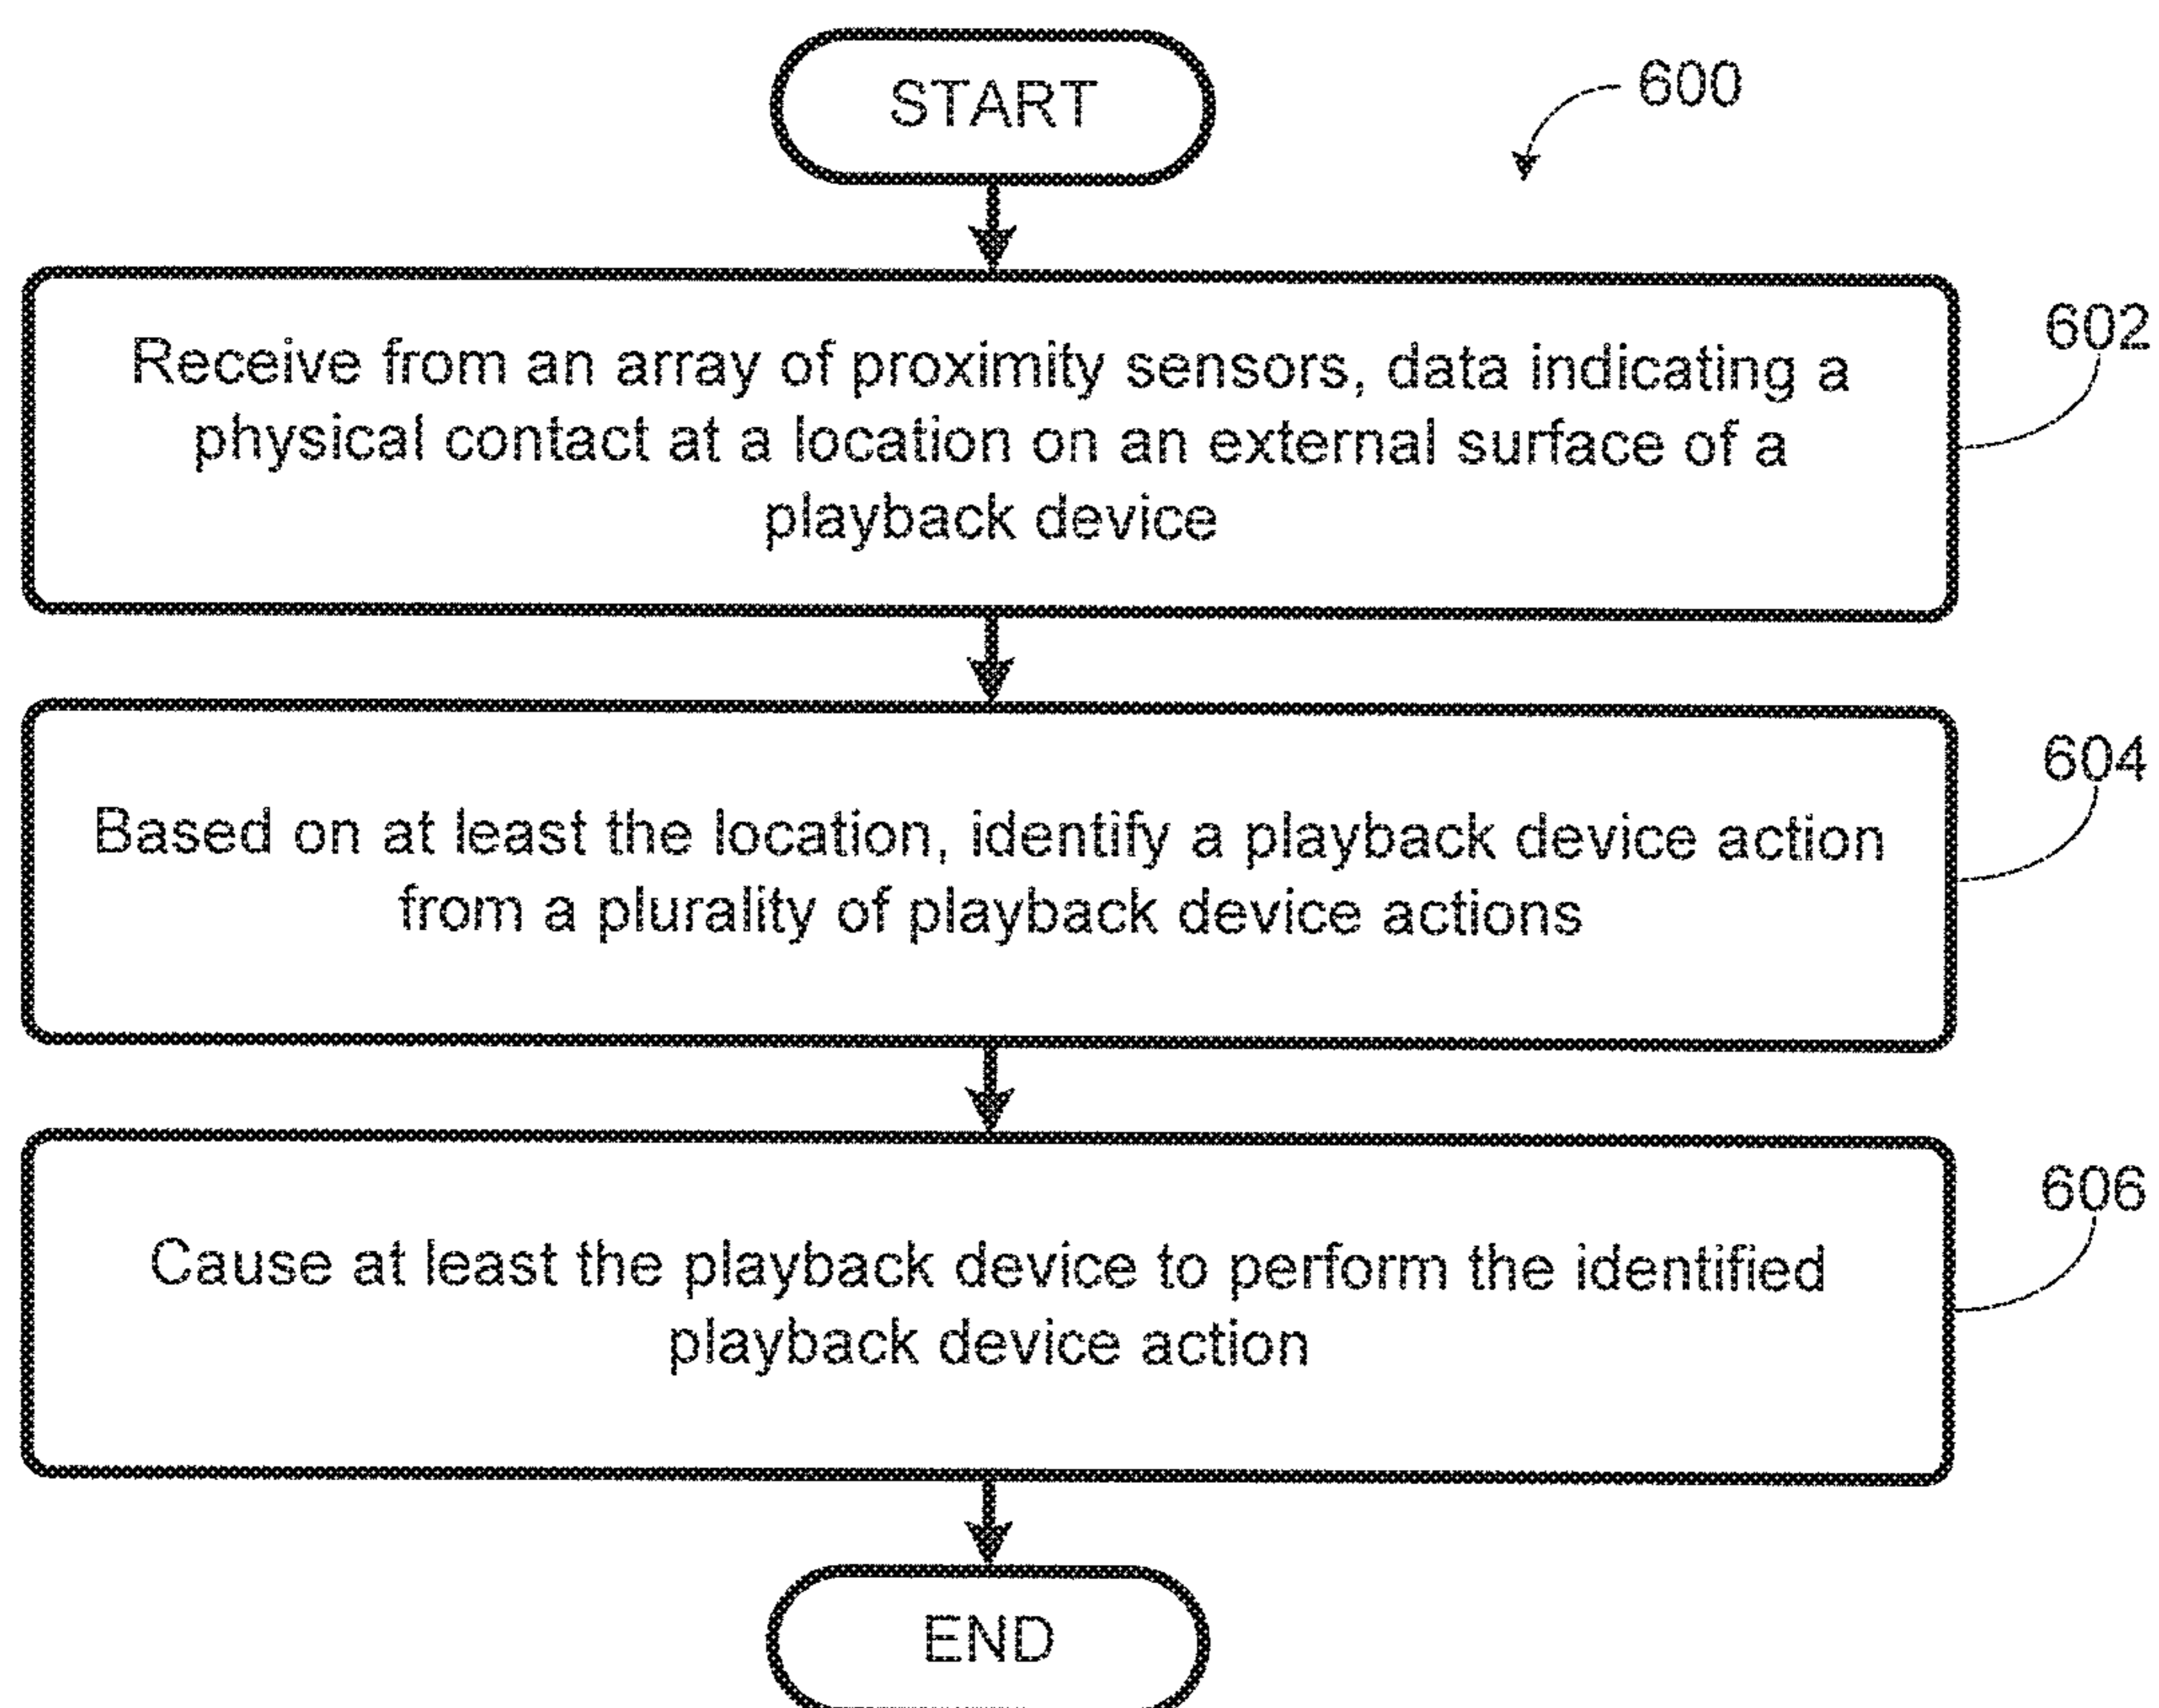 START
600
Receive from an array of proximity sensors, data indicating a
physical contact at a location on an external surface of a
playback device
602
Based on at least the location, identify a playback device action
from a plurality of playback device actions
604
Cause at least the playback device to perform the identified
playback device action
606
END